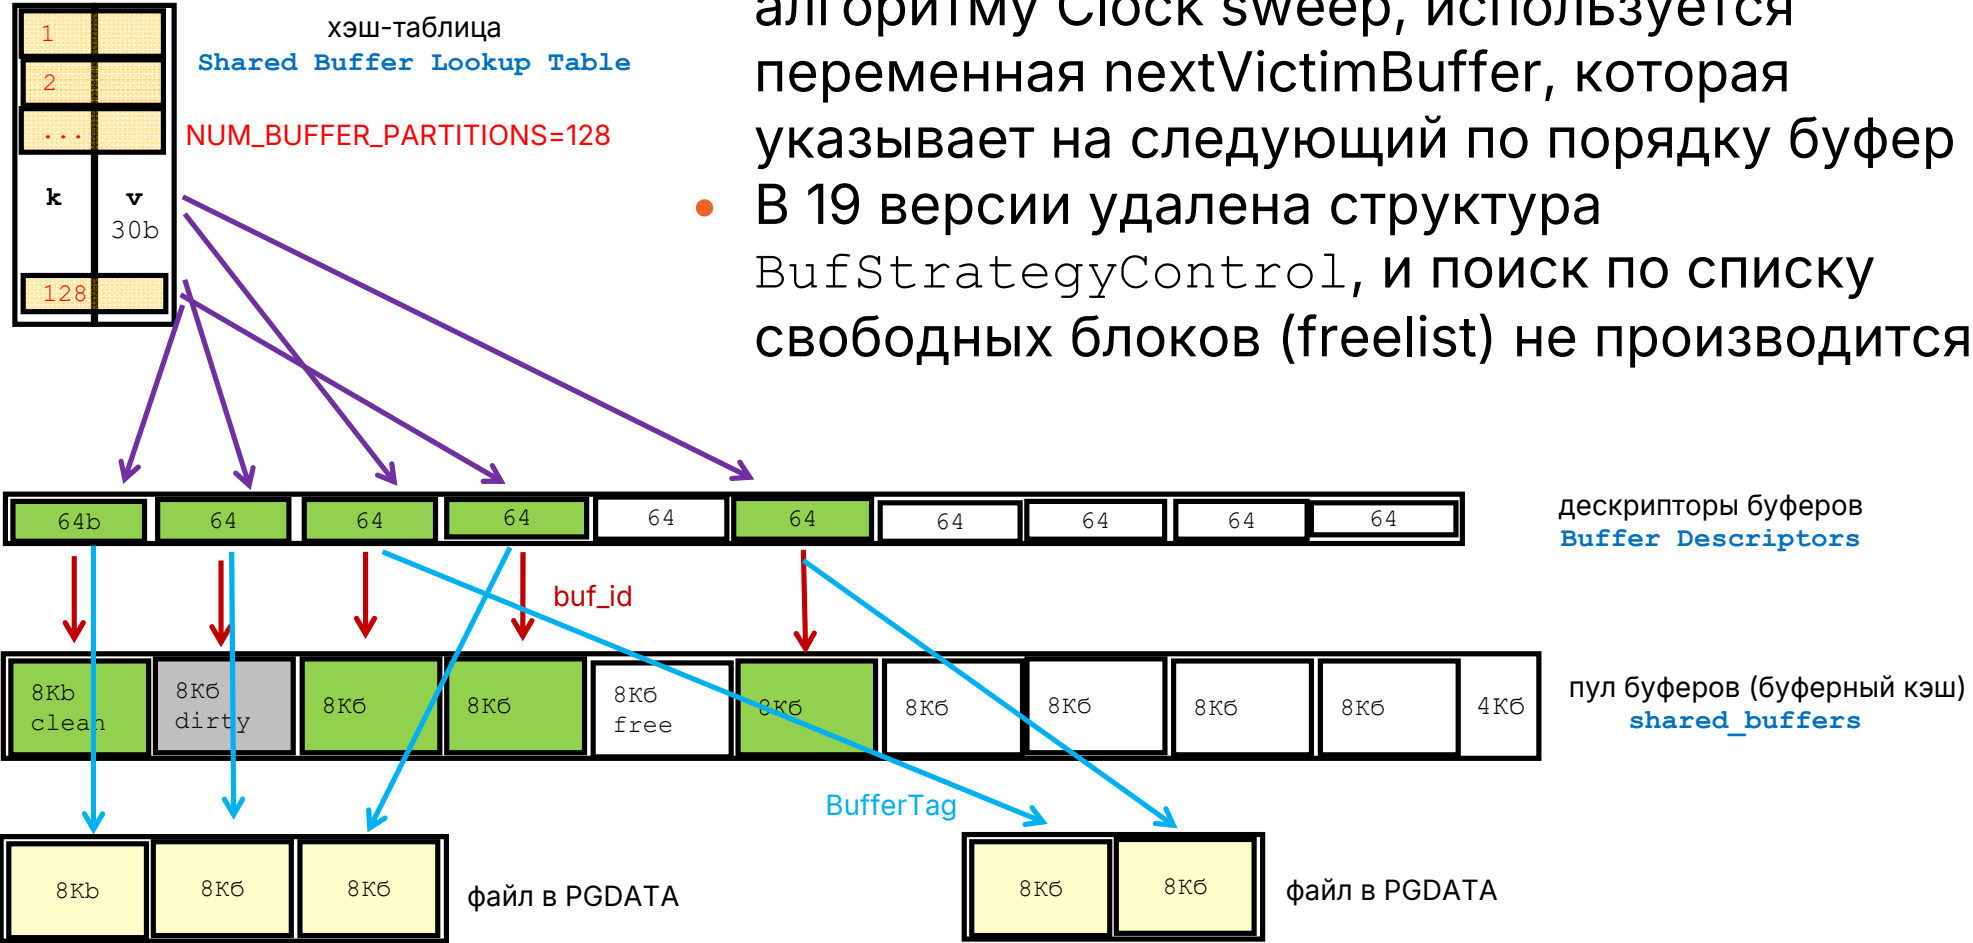 алгоритму Clock sweep, используется
переменная nextVictimBuffer, которая
указывает на следующий по порядку буфер
• В 19 версии удалена структура
BufStrategyControl, и поиск по списку
свободных блоков (freelist) не производится
хэш-таблица
Shared Buffer Lookup Table
NUM_BUFFER_PARTITIONS=128
1
2
...
k v
30b
128
64b 64 64 64 64 64 64 64 64 64
дескрипторы буферов
Buffer Descriptors
buf_id
8Kb
clean
8Кб
dirty
8Кб
8Кб
8Кб
free
8Кб
8Кб
8Кб
8Кб
8Кб
4Кб
пул буферов (буферный кэш)
shared_buffers
BufferTag
8Kb 8Кб 8Кб
файл в PGDATA
8Кб 8Кб
файл в PGDATA